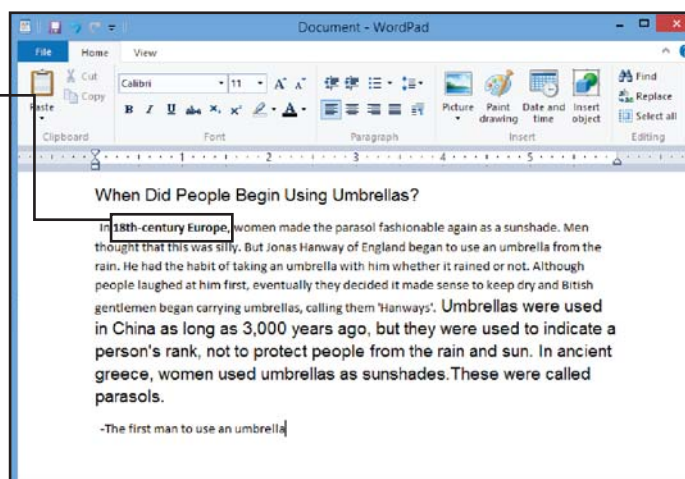 Document - WordPad
File Home View
Cut
Copy
Paste
Calibri 11
Find
Replace
Select all
B I U abc X₂ X² A
Picture Paint drawing Date and time Insert object
Clipboard Font Paragraph Insert Editing
1 2 3 4 5
When Did People Begin Using Umbrellas?
In 18th-century Europe, women made the parasol fashionable again as a sunshade. Men
thought that this was silly. But Jonas Hanway of England began to use an umbrella from the
rain. He had the habit of taking an umbrella with him whether it rained or not. Although
people laughed at him first, eventually they decided it made sense to keep dry and Bitish
gentlemen began carrying umbrellas, calling them 'Hanways'. Umbrellas were used
in China as long as 3,000 years ago, but they were used to indicate a
person's rank, not to protect people from the rain and sun. In ancient
greece, women used umbrellas as sunshades.These were called
parasols.
-The first man to use an umbrella